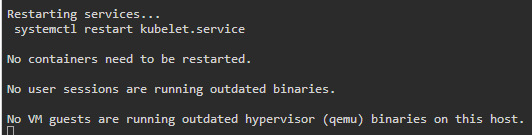 Restarting services...
systemctl restart kubelet.service
No containers need to be restarted.
No user sessions are running outdated binaries.
No VM guests are running outdated hypervisor (qemu) binaries on this host.